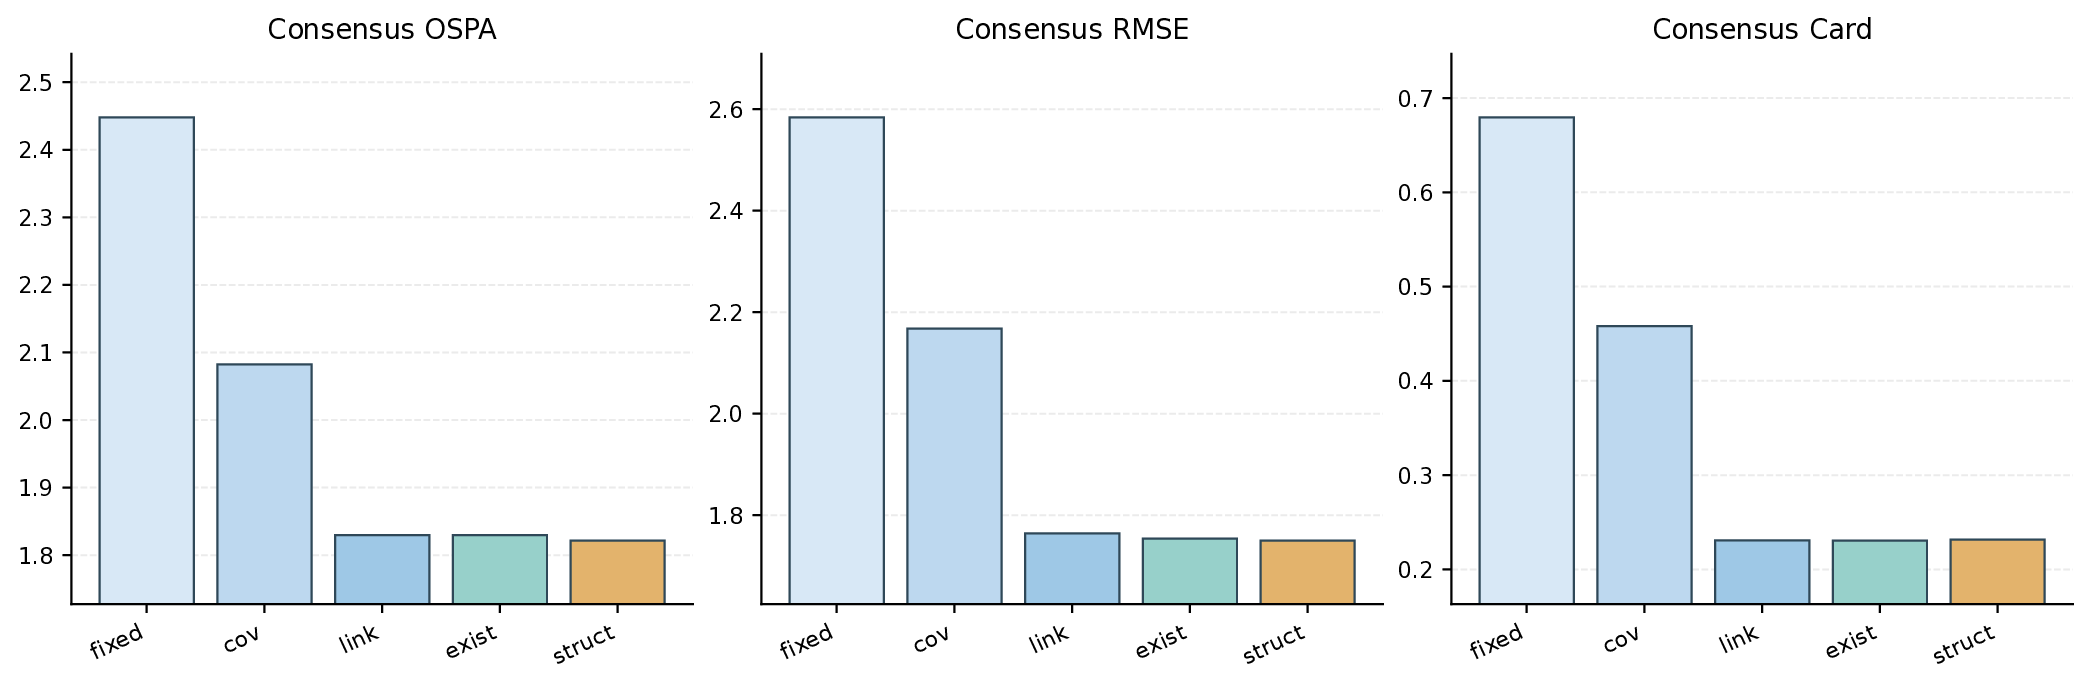 Consensus OSPA
2.5
2.4
2.3
2.2
2.1
2.0
1.9
1.8
fixed
cov
link
exist
struct
Consensus RMSE
2.6
2.4
2.2
2.0
1.8
fixed
cov
link
exist
struct
Consensus Card
0.7
0.6
0.5
0.4
0.3
0.2
fixed
cov
link
exist
struct